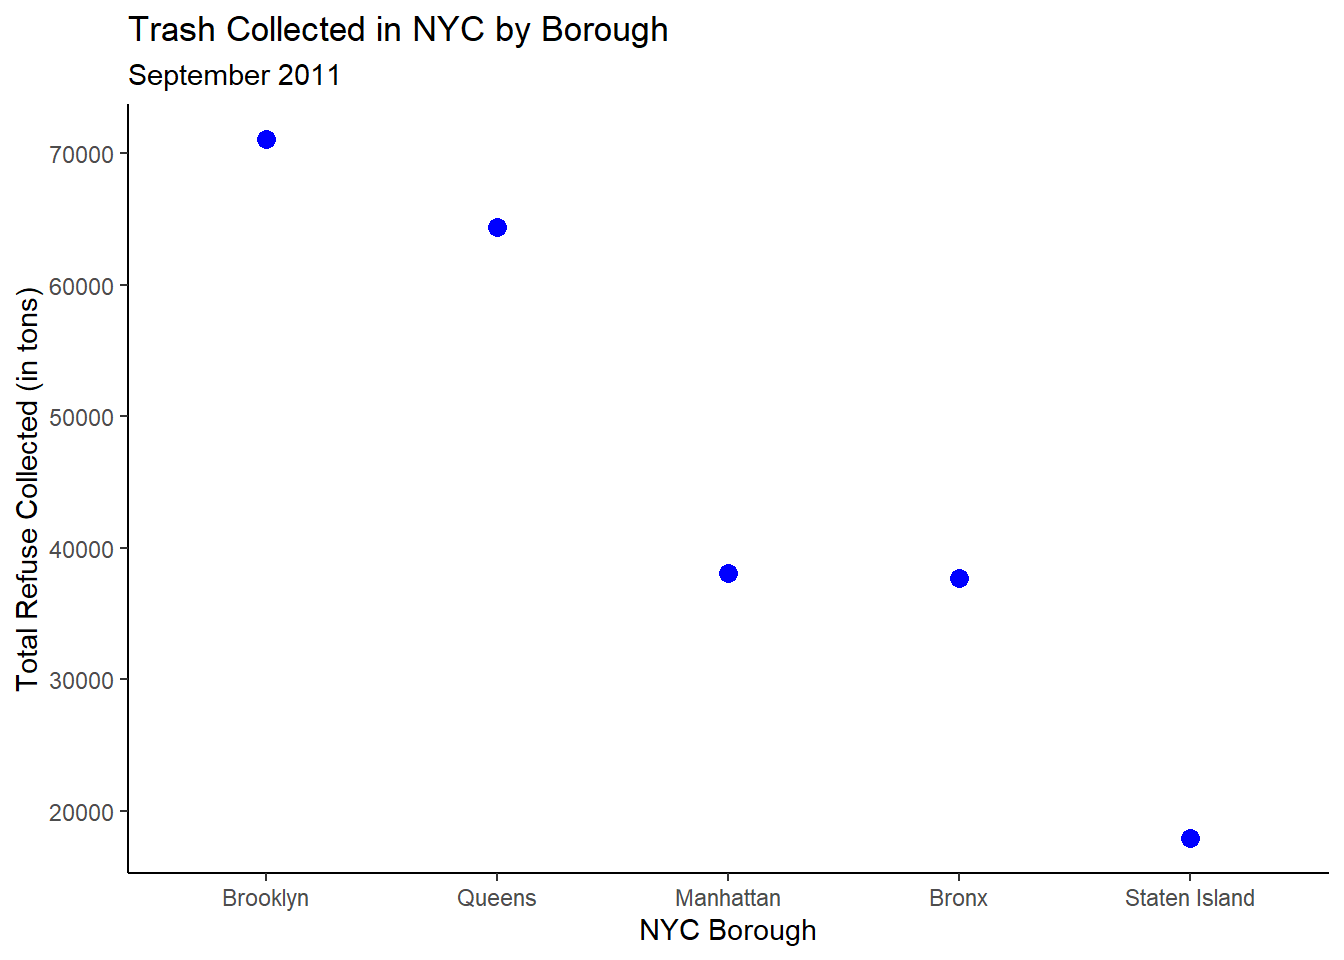 Trash Collected in NYC by Borough
September 2011
Total Refuse Collected (in tons)
70000
60000
50000
40000
30000
20000
Brooklyn Queens Manhattan Bronx Staten Island
NYC Borough